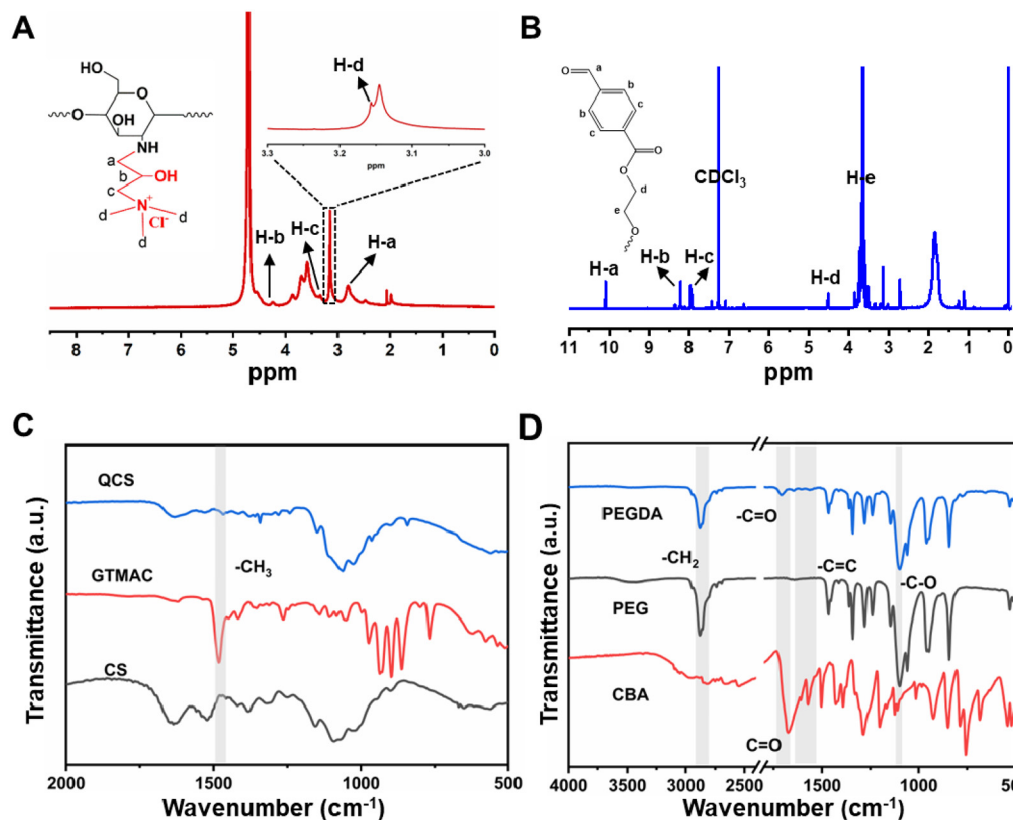 A
HO
O
O
OH
NH
a
b
OH
c
N+
Cl-
d
d
d
H-d
3.3
3.2
3.1
3.0
ppm
H-b
H-c
H-a
8
7
6
5
4
3
2
1
0
ppm
B
O
a
b
c
b
c
O
O
d
e
O
CDCl3
H-e
H-a
H-b
H-c
H-d
11
10
9
8
7
6
5
4
3
2
1
0
ppm
C
QCS
GTMAC
-CH3
CS
Transmittance (a.u.)
2000
1500
1000
500
Wavenumber (cm-1)
D
PEGDA
-C=O
-CH2
-C=C
PEG
-C-O
CBA
C=O
Transmittance (a.u.)
4000
3500
3000
2500
1500
1000
500
Wavenumber (cm-1)